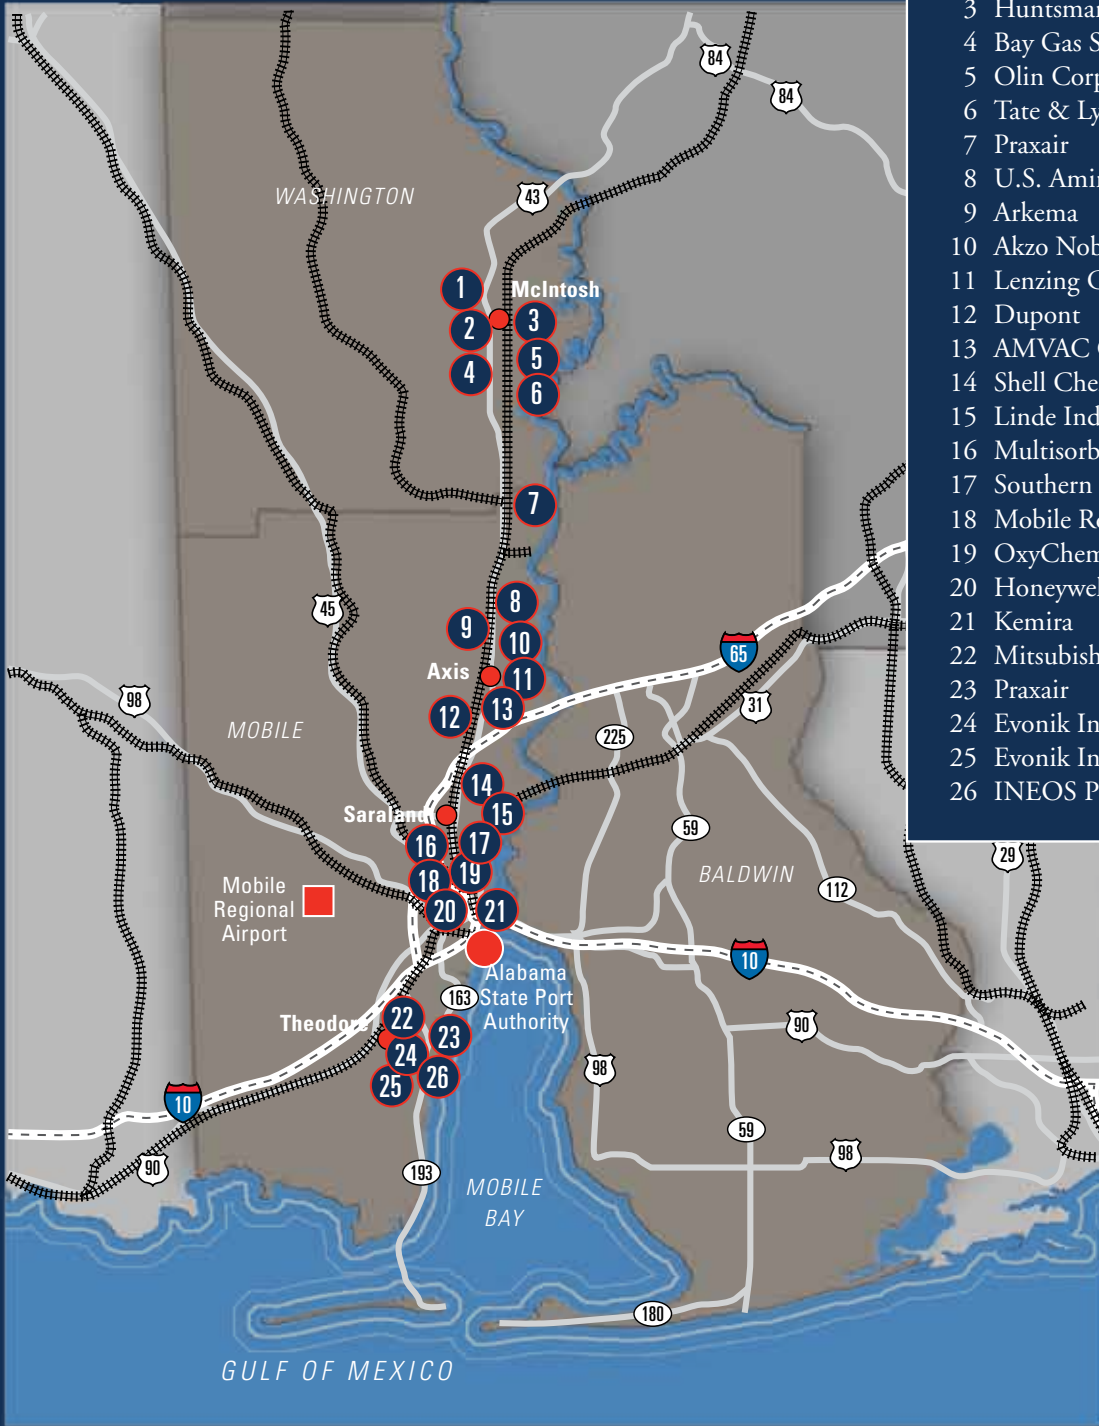 3 Huntsman
4 Bay Gas S
5 Olin Corp
6 Tate & Ly
7 Praxair
8 U.S. Ami
9 Arkema
10 Akzo Nob
11 Lenzing
12 Dupont
13 AMVAC
14 Shell Che
15 Linde Ind
16 Multisorb
17 Southern
18 Mobile R
19 OxyChem
20 Honeywel
21 Kemira
22 Mitsubish
23 Praxair
24 Evonik In
25 Evonik In
26 INEOS P
84
84
WASHINGTON
43
1
McIntosh
2
3
4
5
6
7
45
8
9
10
Axis
11
65
12
13
31
98
MOBILE
225
14
Saraland
15
16
17
59
18
19
BALDWIN
29
112
Mobile
Regional
Airport
20
21
10
Alabama
State Port
Authority
163
Theodore
22
23
90
24
25
26
98
10
90
59
98
193
MOBILE
BAY
180
GULF OF MEXICO